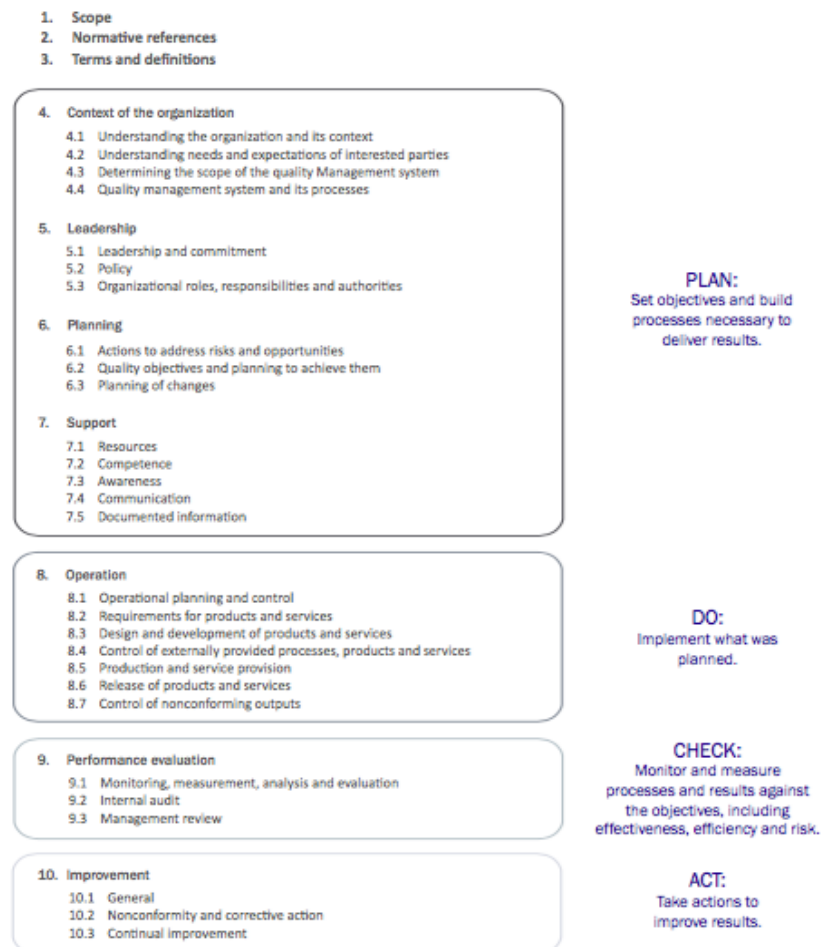 1. Scope
2. Normative references
3. Terms and definitions
4. Context of the organization
4.1 Understanding the organization and its context
4.2 Understanding needs and expectations of interested parties
4.3 Determining the scope of the quality Management system
4.4 Quality management system and its processes
5. Leadership
5.1 Leadership and commitment
5.2 Policy
5.3 Organizational roles, responsibilities and authorities
6. Planning
6.1 Actions to address risks and opportunities
6.2 Quality objectives and planning to achieve them
6.3 Planning of changes
7. Support
7.1 Resources
7.2 Competence
7.3 Awareness
7.4 Communication
7.5 Documented information
PLAN:
Set objectives and build
processes necessary to
deliver results.
8. Operation
8.1 Operational planning and control
8.2 Requirements for products and services
8.3 Design and development of products and services
8.4 Control of externally provided processes, products and services
8.5 Production and service provision
8.6 Release of products and services
8.7 Control of nonconforming outputs
DO:
Implement what was
planned.
9. Performance evaluation
9.1 Monitoring, measurement, analysis and evaluation
9.2 Internal audit
9.3 Management review
CHECK:
Monitor and measure
processes and results against
the objectives, including
effectiveness, efficiency and risk.
10. Improvement
10.1 General
10.2 Nonconformity and corrective action
10.3 Continual improvement
ACT:
Take actions to
improve results.